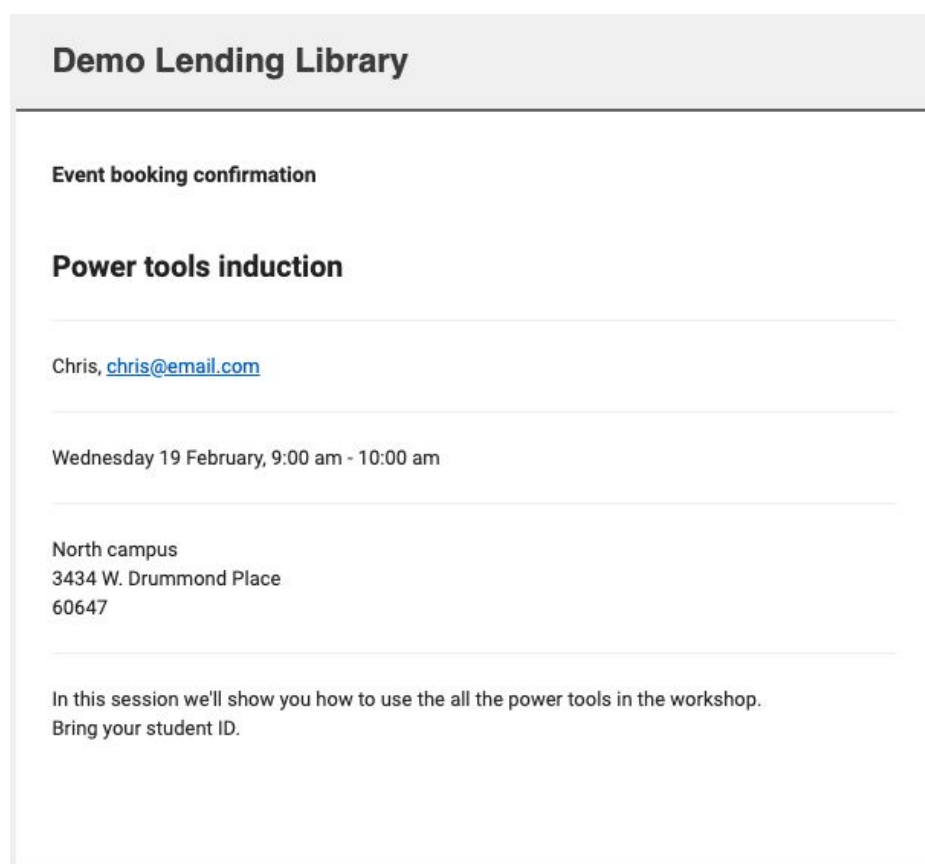 Demo Lending Library
Event booking confirmation
Power tools induction
Chris, chris@email.com
Wednesday 19 February, 9:00 am - 10:00 am
North campus
3434 W. Drummond Place
60647
In this session we'll show you how to use the all the power tools in the workshop.
Bring your student ID.